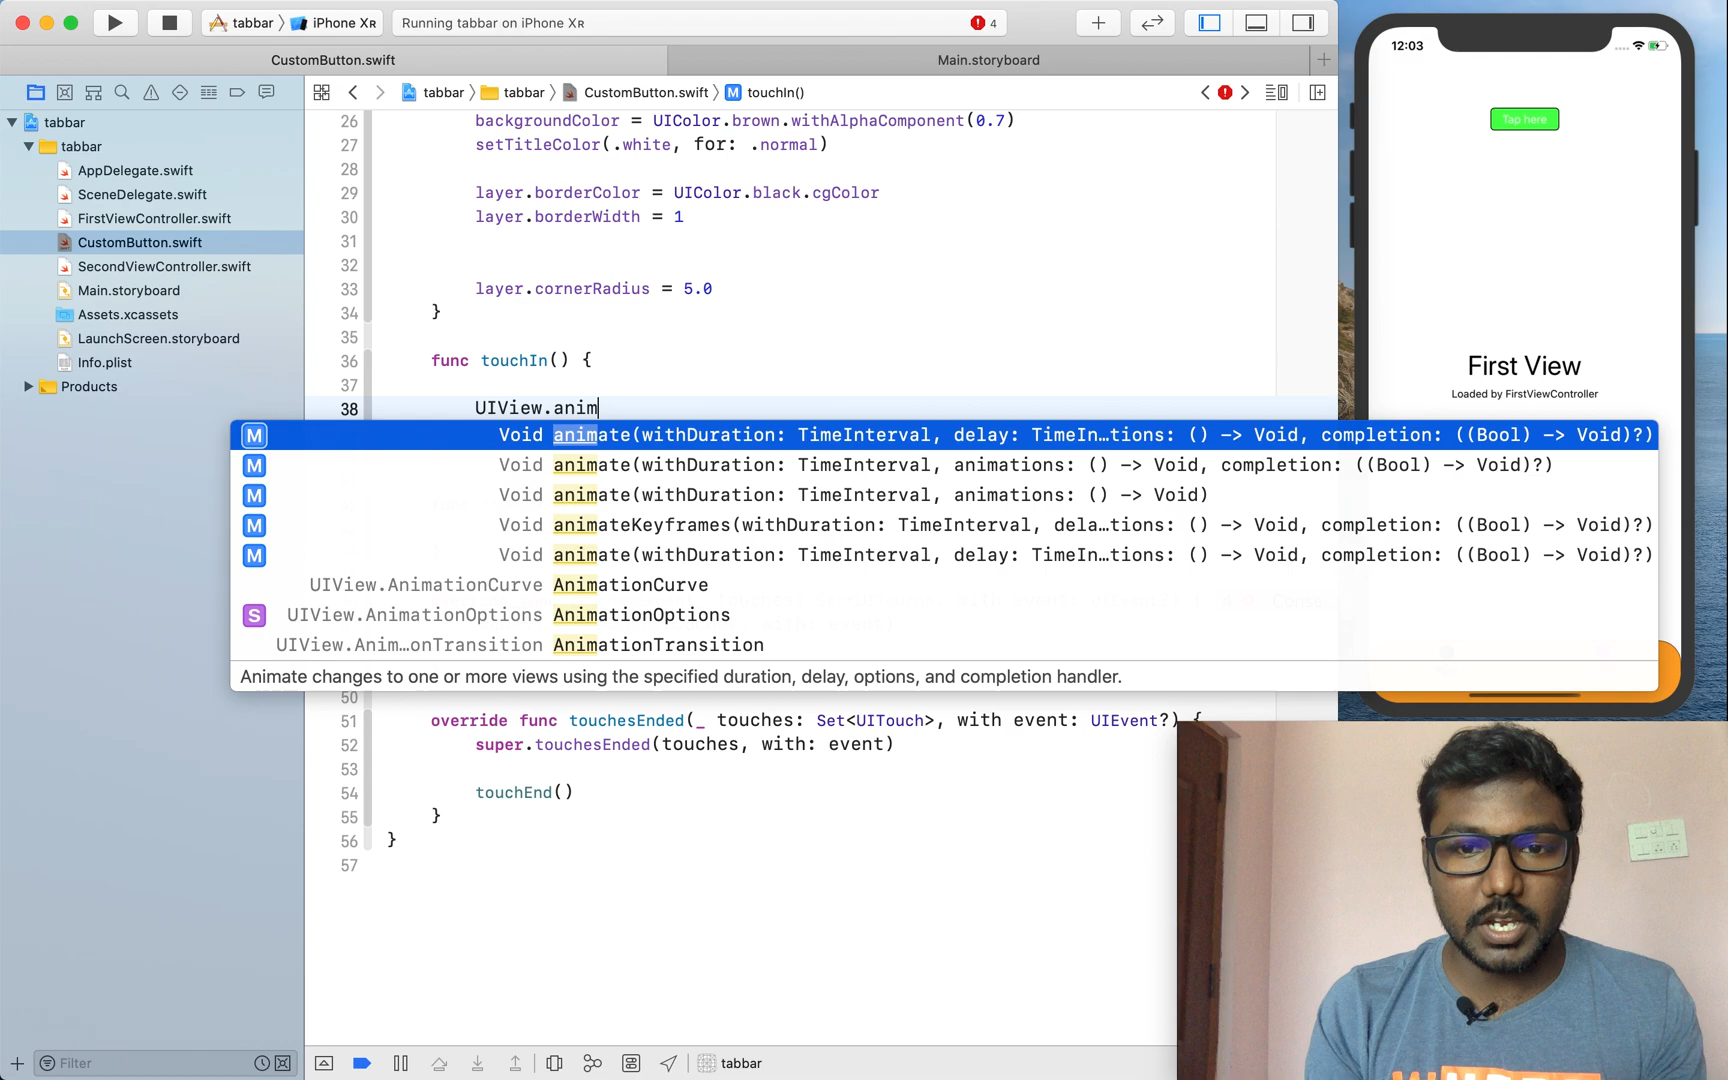 tabbar
iPhone Xʀ
Running tabbar on iPhone Xʀ
4
CustomButton.swift
Main.storyboard
tabbar
tabbar
CustomButton.swift
touchIn()
tabbar
tabbar
AppDelegate.swift
SceneDelegate.swift
FirstViewController.swift
CustomButton.swift
SecondViewController.swift
Main.storyboard
Assets.xcassets
LaunchScreen.storyboard
Info.plist
Products
26 backgroundColor = UIColor.brown.withAlphaComponent(0.7)
27 setTitleColor(.white, for: .normal)
28
29 layer.borderColor = UIColor.black.cgColor
30 layer.borderWidth = 1
31
32
33 layer.cornerRadius = 5.0
34 }
35
36 func touchIn() {
37
38 UIView.anim
M Void animate(withDuration: TimeInterval, delay: TimeIn…tions: () -> Void, completion: ((Bool) -> Void)?)
M Void animate(withDuration: TimeInterval, animations: () -> Void, completion: ((Bool) -> Void)?)
M Void animate(withDuration: TimeInterval, animations: () -> Void)
M Void animateKeyframes(withDuration: TimeInterval, dela…tions: () -> Void, completion: ((Bool) -> Void)?)
M Void animate(withDuration: TimeInterval, delay: TimeIn…tions: () -> Void, completion: ((Bool) -> Void)?)
UIView.AnimationCurve AnimationCurve
S UIView.AnimationOptions AnimationOptions
UIView.Anim…onTransition AnimationTransition
Animate changes to one or more views using the specified duration, delay, options, and completion handler.
50
51 override func touchesEnded(_ touches: Set<UITouch>, with event: UIEvent?) {
52 super.touchesEnded(touches, with: event)
53
54 touchEnd()
55 }
56 }
57
Filter
tabbar
12:03
Tap here
First View
Loaded by FirstViewController